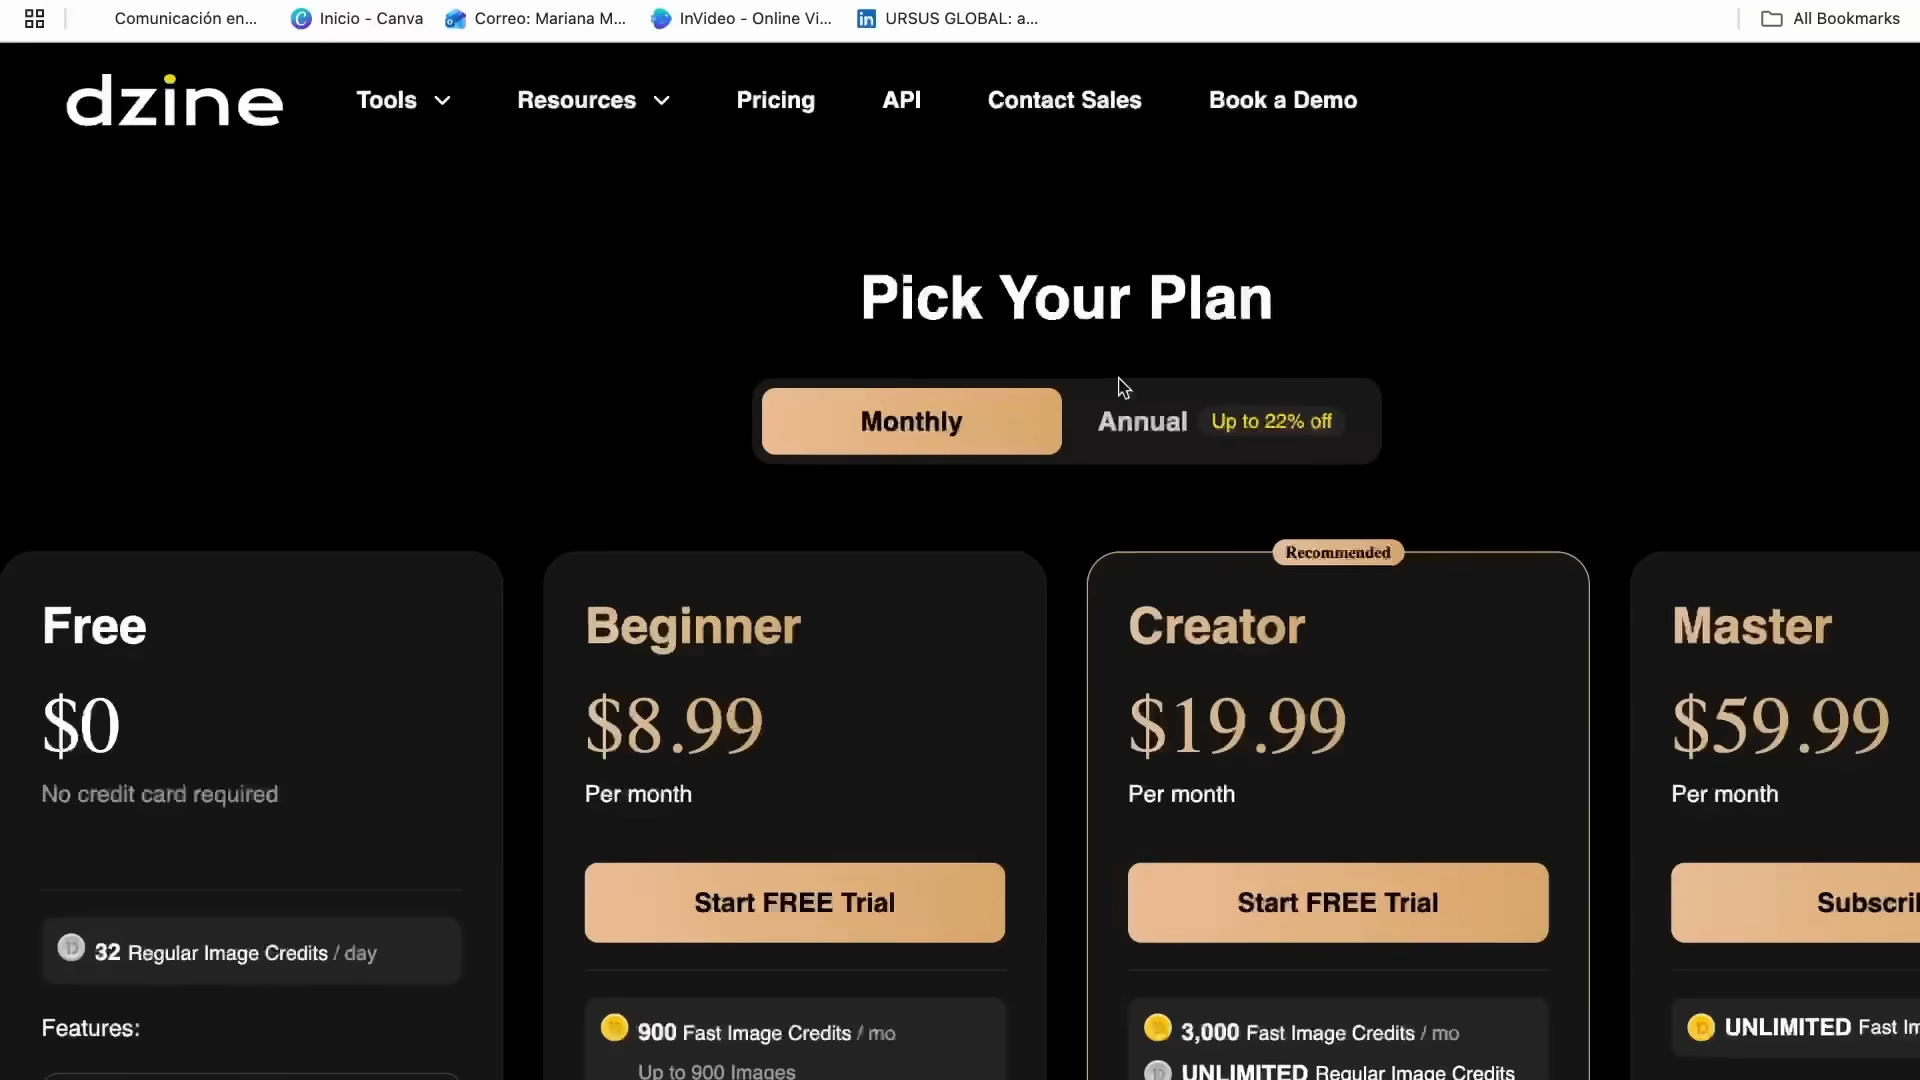 Comunicación en...
Inicio - Canva
Correo: Mariana M...
InVideo - Online Vi...
URSUS GLOBAL: a...
All Bookmarks
dzine
Tools
Resources
Pricing
API
Contact Sales
Book a Demo
Pick Your Plan
Monthly
Annual Up to 22% off
Free
$0
No credit card required
32 Regular Image Credits / day
Features:
Beginner
$8.99
Per month
Start FREE Trial
900 Fast Image Credits / mo
Up to 900 Images
Recommended
Creator
$19.99
Per month
Start FREE Trial
3,000 Fast Image Credits / mo
UNLIMITED Regular Image Credits
Master
$59.99
Per month
UNLIMITED Fast